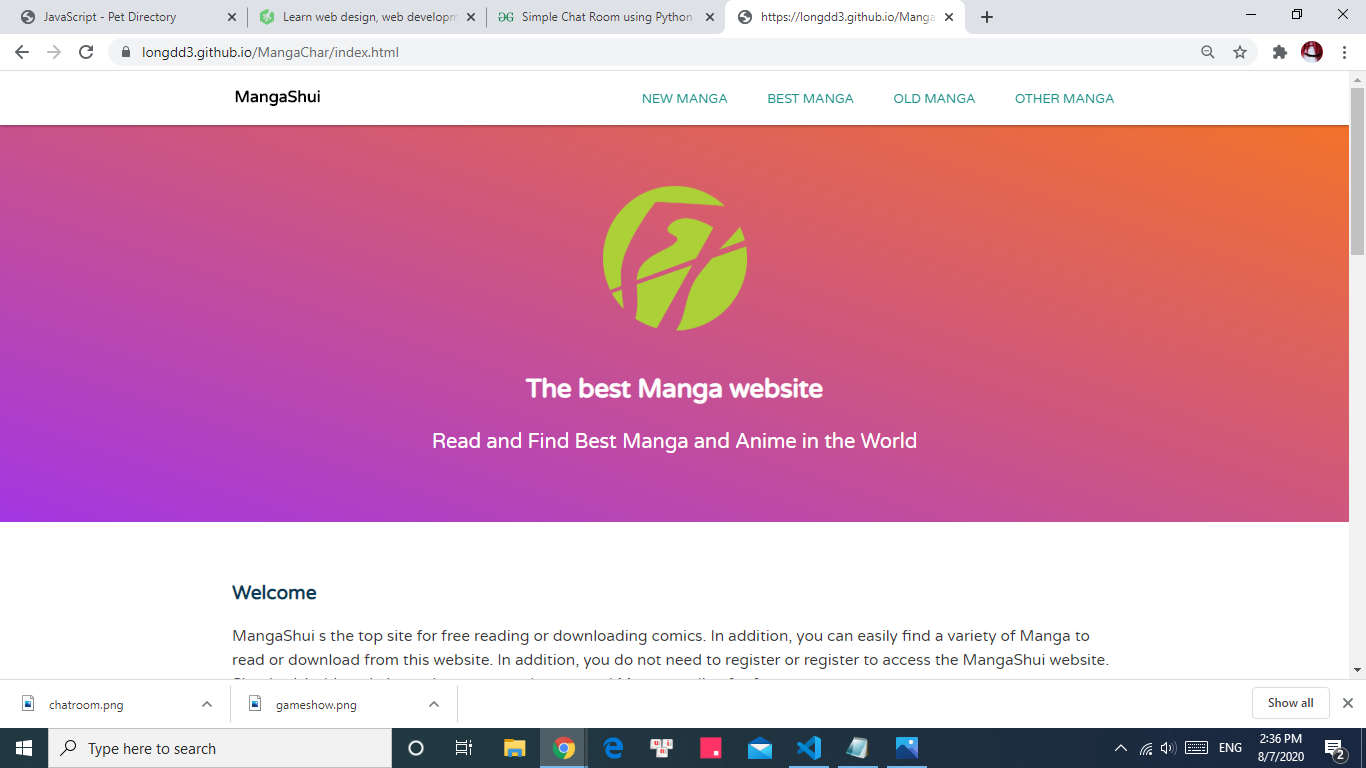 JavaScript - Pet Directory
Learn web design, web developm
Simple Chat Room using Python
https://longdd3.github.io/Manga
longdd3.github.io/MangaChar/index.html
MangaShui
NEW MANGA
BEST MANGA
OLD MANGA
OTHER MANGA
The best Manga website
Read and Find Best Manga and Anime in the World
Welcome
MangaShui s the top site for free reading or downloading comics. In addition, you can easily find a variety of Manga to
read or download from this website. In addition, you do not need to register or register to access the MangaShui website.
chatroom.png
gameshow.png
Show all
Type here to search
ENG
2:36 PM
8/7/2020
2